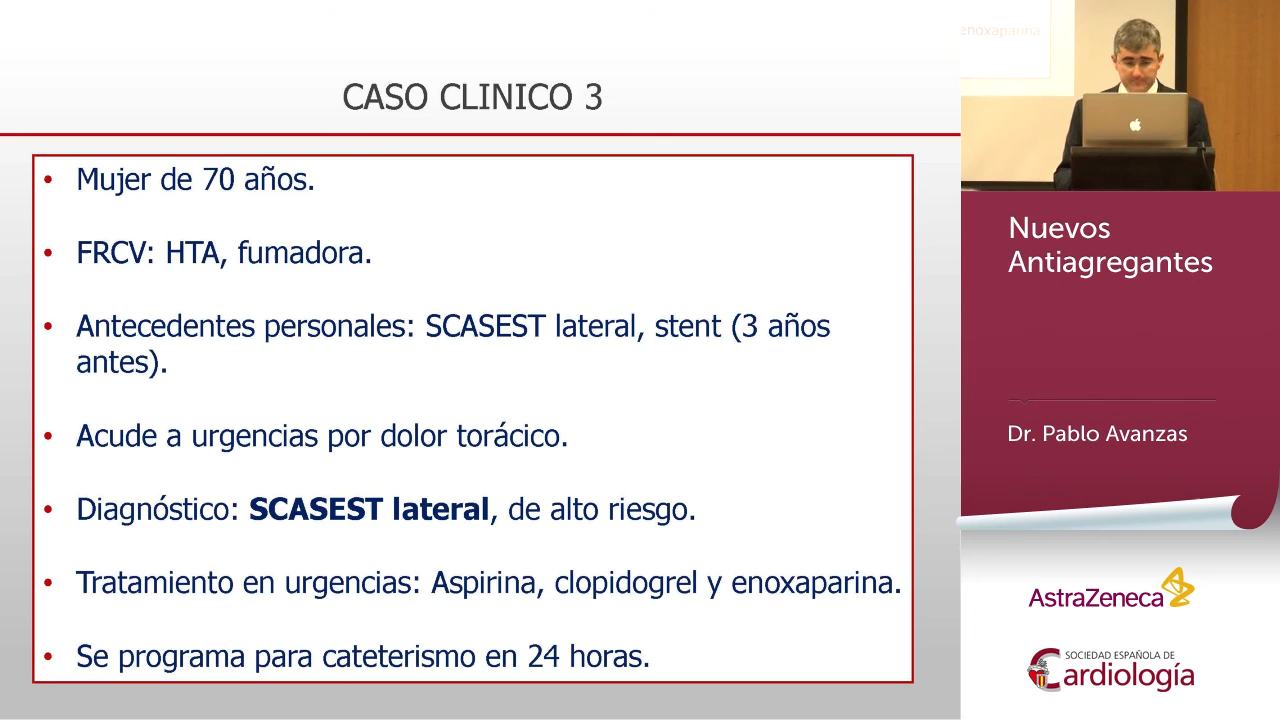 CASO CLINICO 3
• Mujer de 70 años.
• FRCV: HTA, fumadora.
• Antecedentes personales: SCASEST lateral, stent (3 años
antes).
• Acude a urgencias por dolor torácico.
• Diagnóstico: SCASEST lateral, de alto riesgo.
• Tratamiento en urgencias: Aspirina, clopidogrel y enoxaparina.
• Se programa para cateterismo en 24 horas.
enoxaparina
Nuevos
Antiagregantes
Dr. Pablo Avanzas
AstraZeneca
SOCIEDAD ESPAÑOLA DE
Cardiología